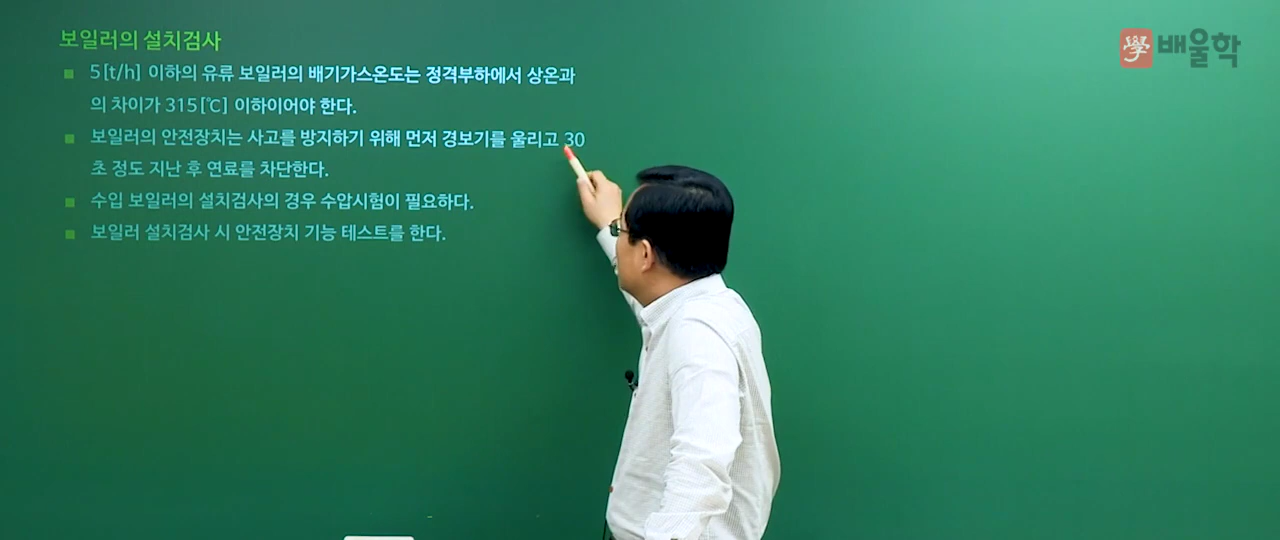 보일러의 설치검사
學 배울학
5[t/h] 이하의 유류 보일러의 배기가스온도는 정격부하에서 상온과
의 차이가 315[℃] 이하이어야 한다.
보일러의 안전장치는 사고를 방지하기 위해 먼저 경보기를 울리고 30
초 정도 지난 후 연료를 차단한다.
수입 보일러의 설치검사의 경우 수압시험이 필요하다.
보일러 설치검사 시 안전장치 기능 테스트를 한다.